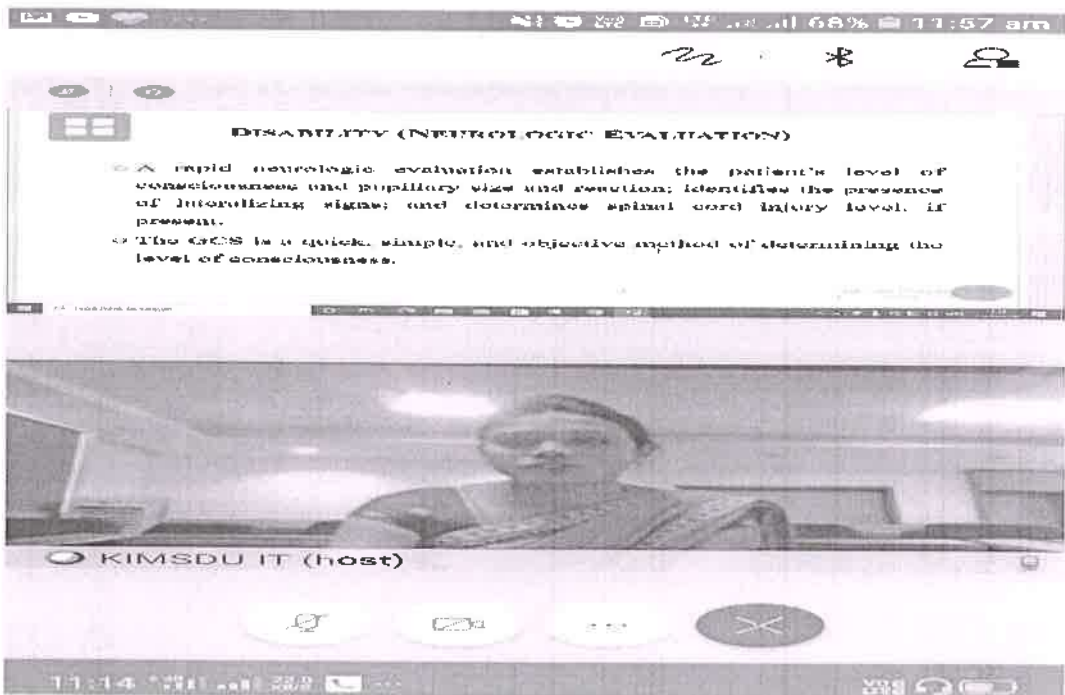 68% 11:57 am
DISABILITY (NEUROLOGIC EVALUATION)
A rapid neurologic evaluation establishes the patient's level of
consciousness and pupillary size and reaction; identifies the presence
of lateralizing signs; and determines spinal cord injury level, if
present.
The GCS is a quick, simple, and objective method of determining the
level of consciousness.
KIMSDU IT (host)
11:14